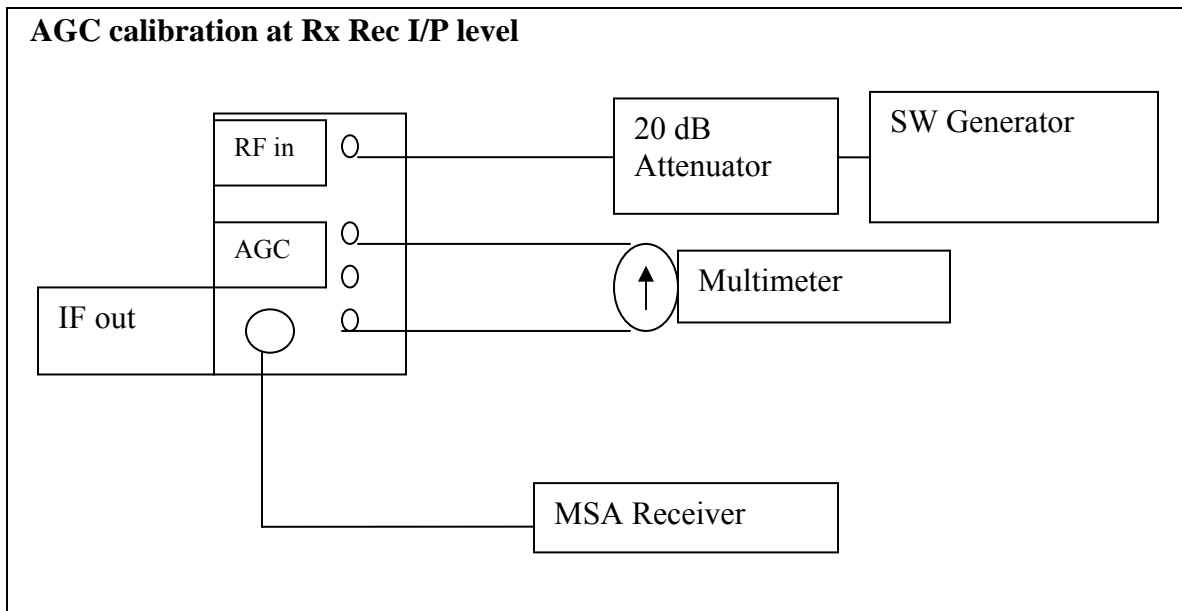 AGC calibration at Rx Rec I/P level
RF in
20 dB
Attenuator
SW Generator
AGC
Multimeter
IF out
MSA Receiver